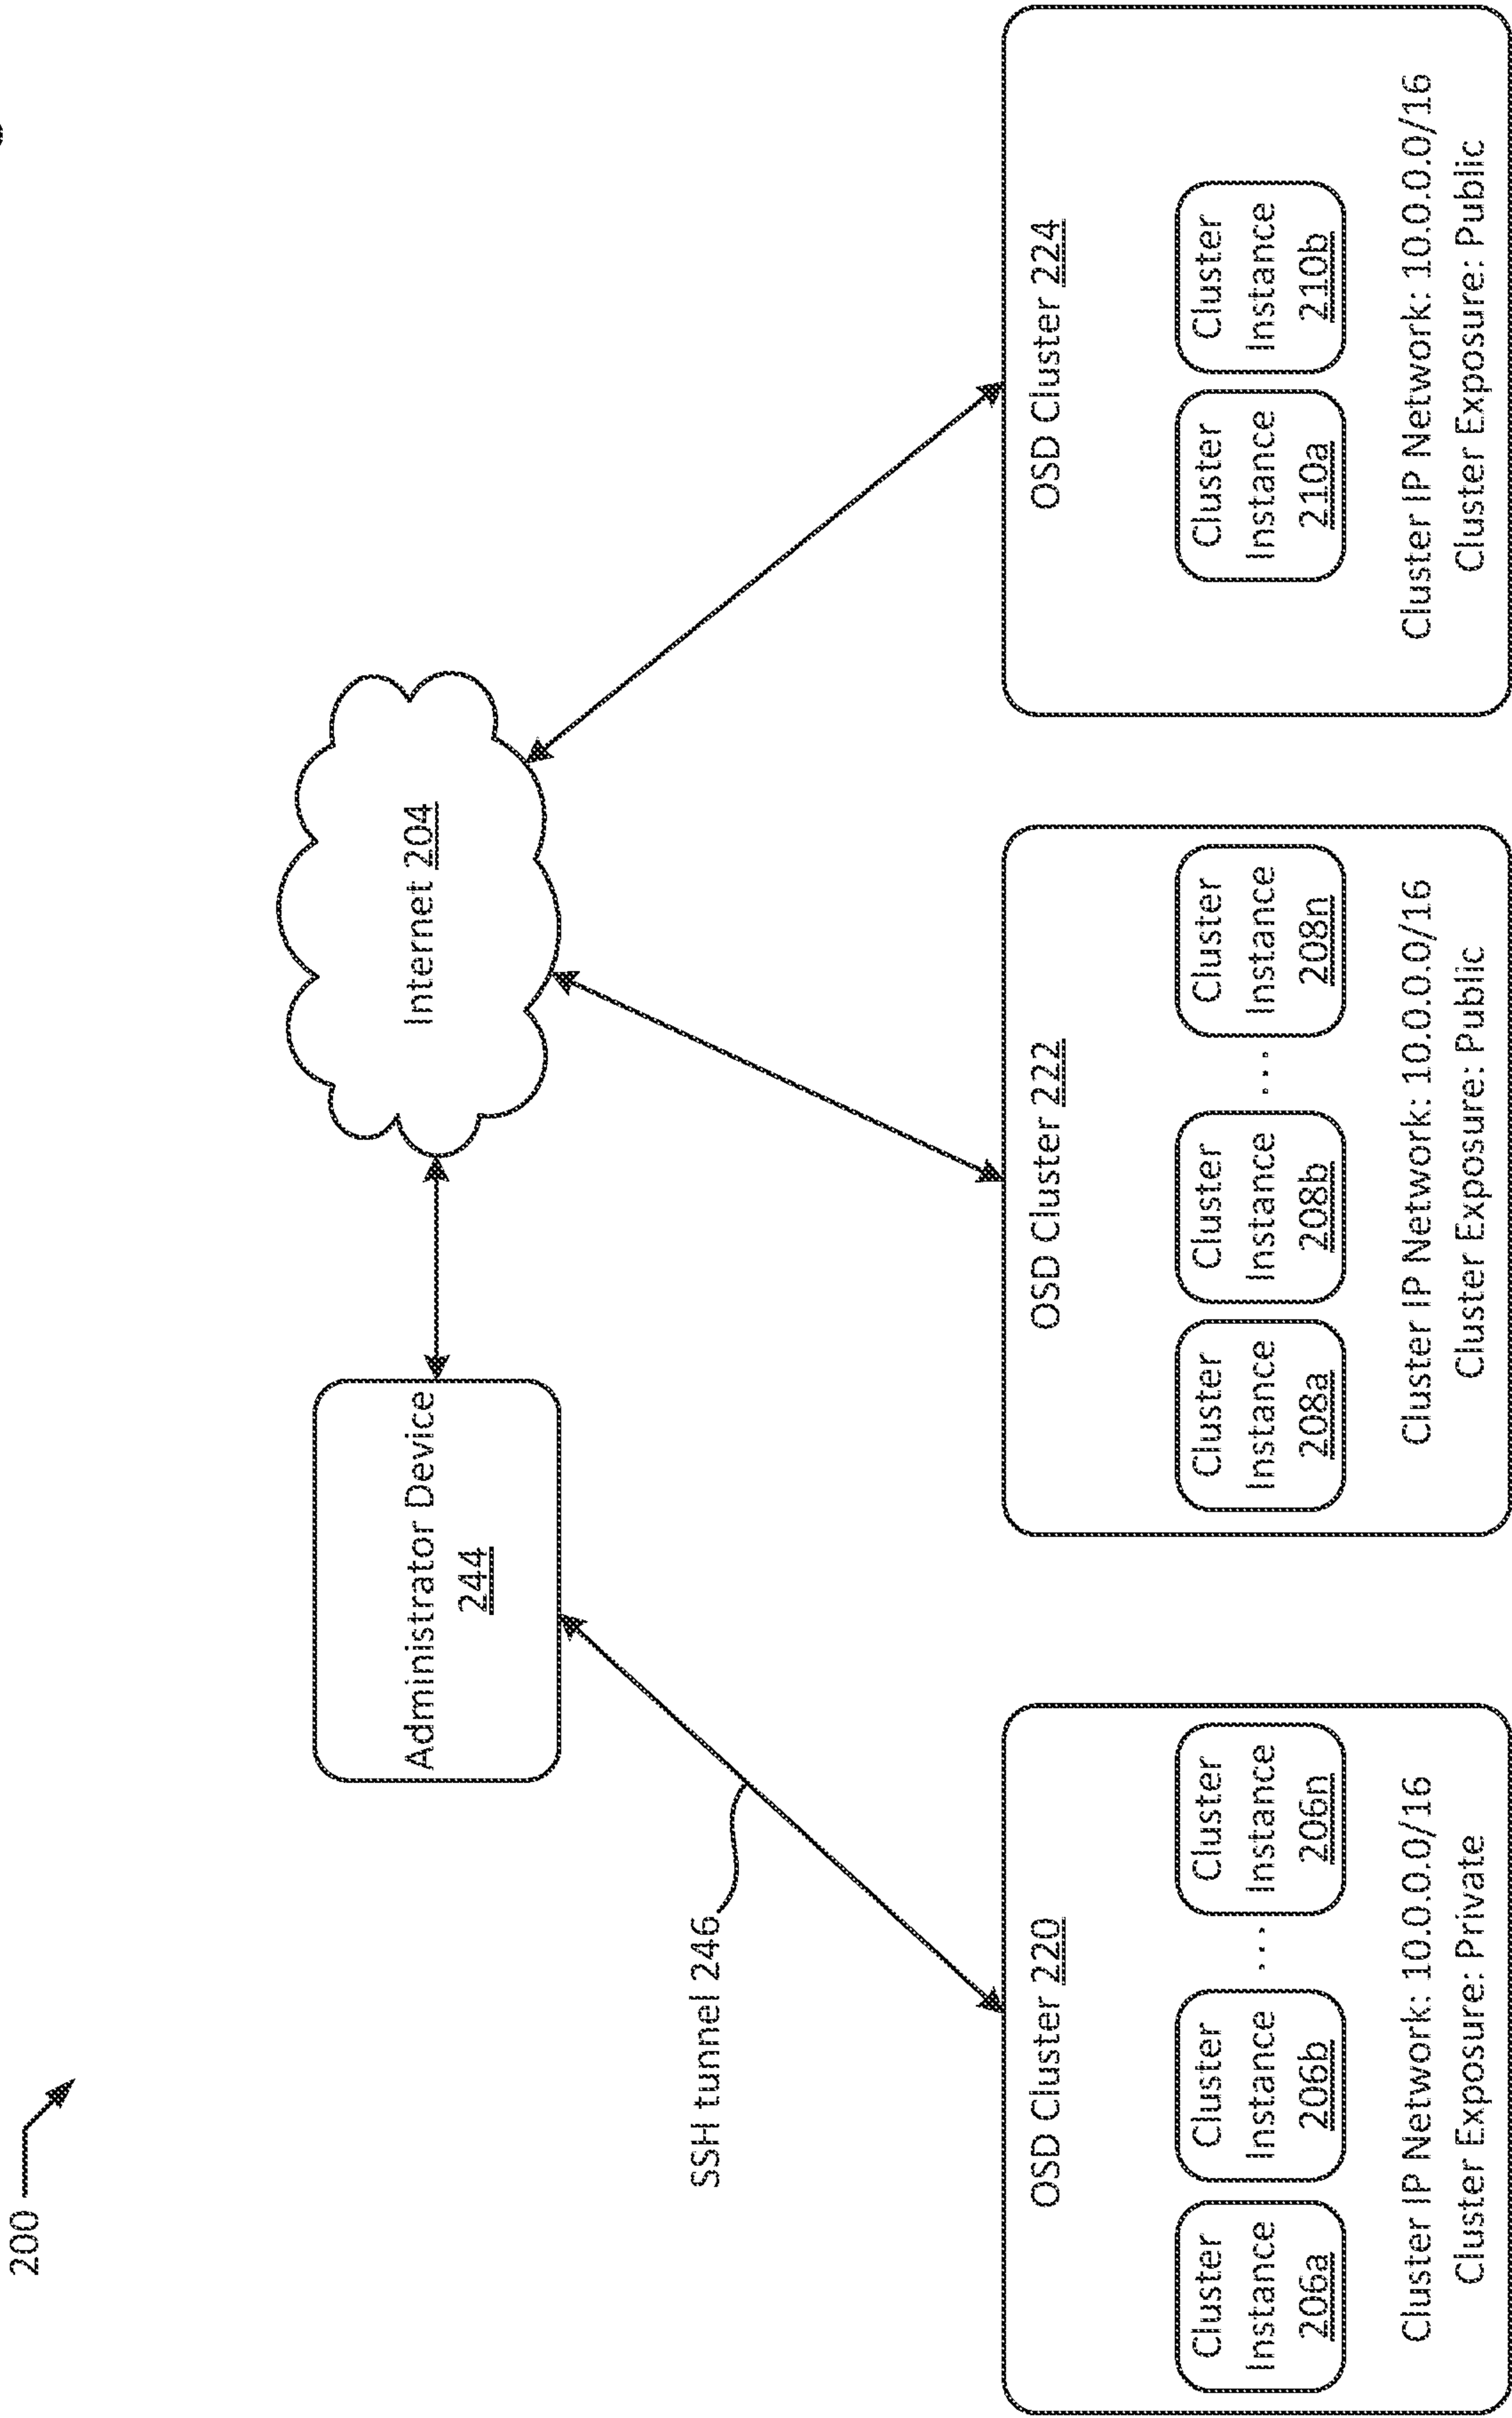 200
Administrator Device
244
Internet 204
SSH tunnel 246
OSD Cluster 220
Cluster
Instance
206a
Cluster
Instance
206b
...
Cluster
Instance
206n
Cluster IP Network: 10.0.0.0/16
Cluster Exposure: Private
OSD Cluster 222
Cluster
Instance
208a
Cluster
Instance
208b
...
Cluster
Instance
208n
Cluster IP Network: 10.0.0.0/16
Cluster Exposure: Public
OSD Cluster 224
Cluster
Instance
210a
Cluster
Instance
210b
Cluster IP Network: 10.0.0.0/16
Cluster Exposure: Public